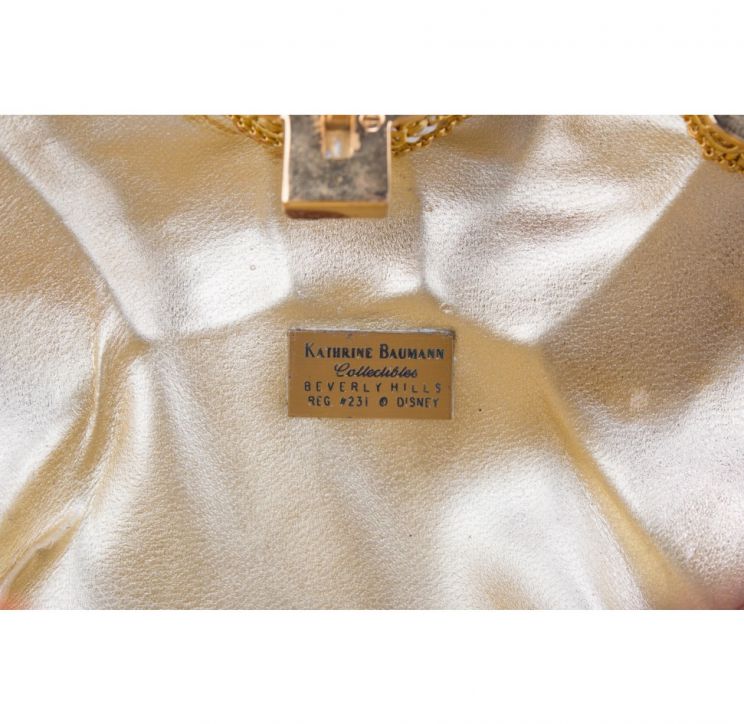 KATHRINE BAUMANN
Collectibles
BEVERLY HILLS
REG #231 © DISNEY